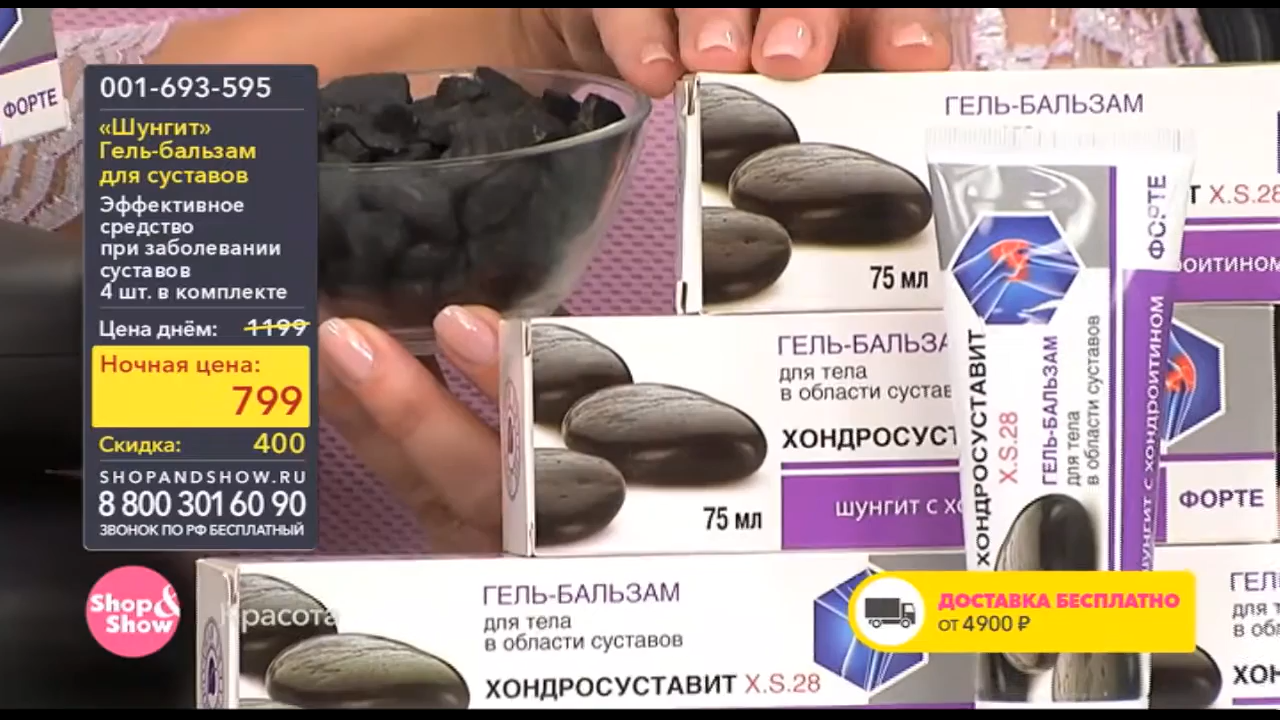 ФОРТЕ
001-693-595
«Шунгит»
Гель-бальзам
для суставов
Эффективное
средство
при заболевании
суставов
4 шт. в комплекте
Цена днём: 1199
Ночная цена:
799
Скидка: 400
SHOPANDSHOW.RU
8 800 301 60 90
ЗВОНОК ПО РФ БЕСПЛАТНЫЙ
Shop &
Show
ГЕЛЬ-БАЛЬЗАМ
Т X.S.28
75 мл
ГЕЛЬ-БАЛЬЗА
для тела
в области сустав
ХОНДРОСУСТ
шунгит с хо
75 мл
ФОРТЕ
ХОНДРОСУСТАВИТ
X.S.28
ГЕЛЬ-БАЛЬЗАМ
для тела
в области суставов
шунгит с хондроитином
ФОРТЕ
ГЕЛЬ-БАЛЬЗАМ
для тела
в области суставов
ХОНДРОСУСТАВИТ X.S.28
ДОСТАВКА БЕСПЛАТНО
от 4900 ₽